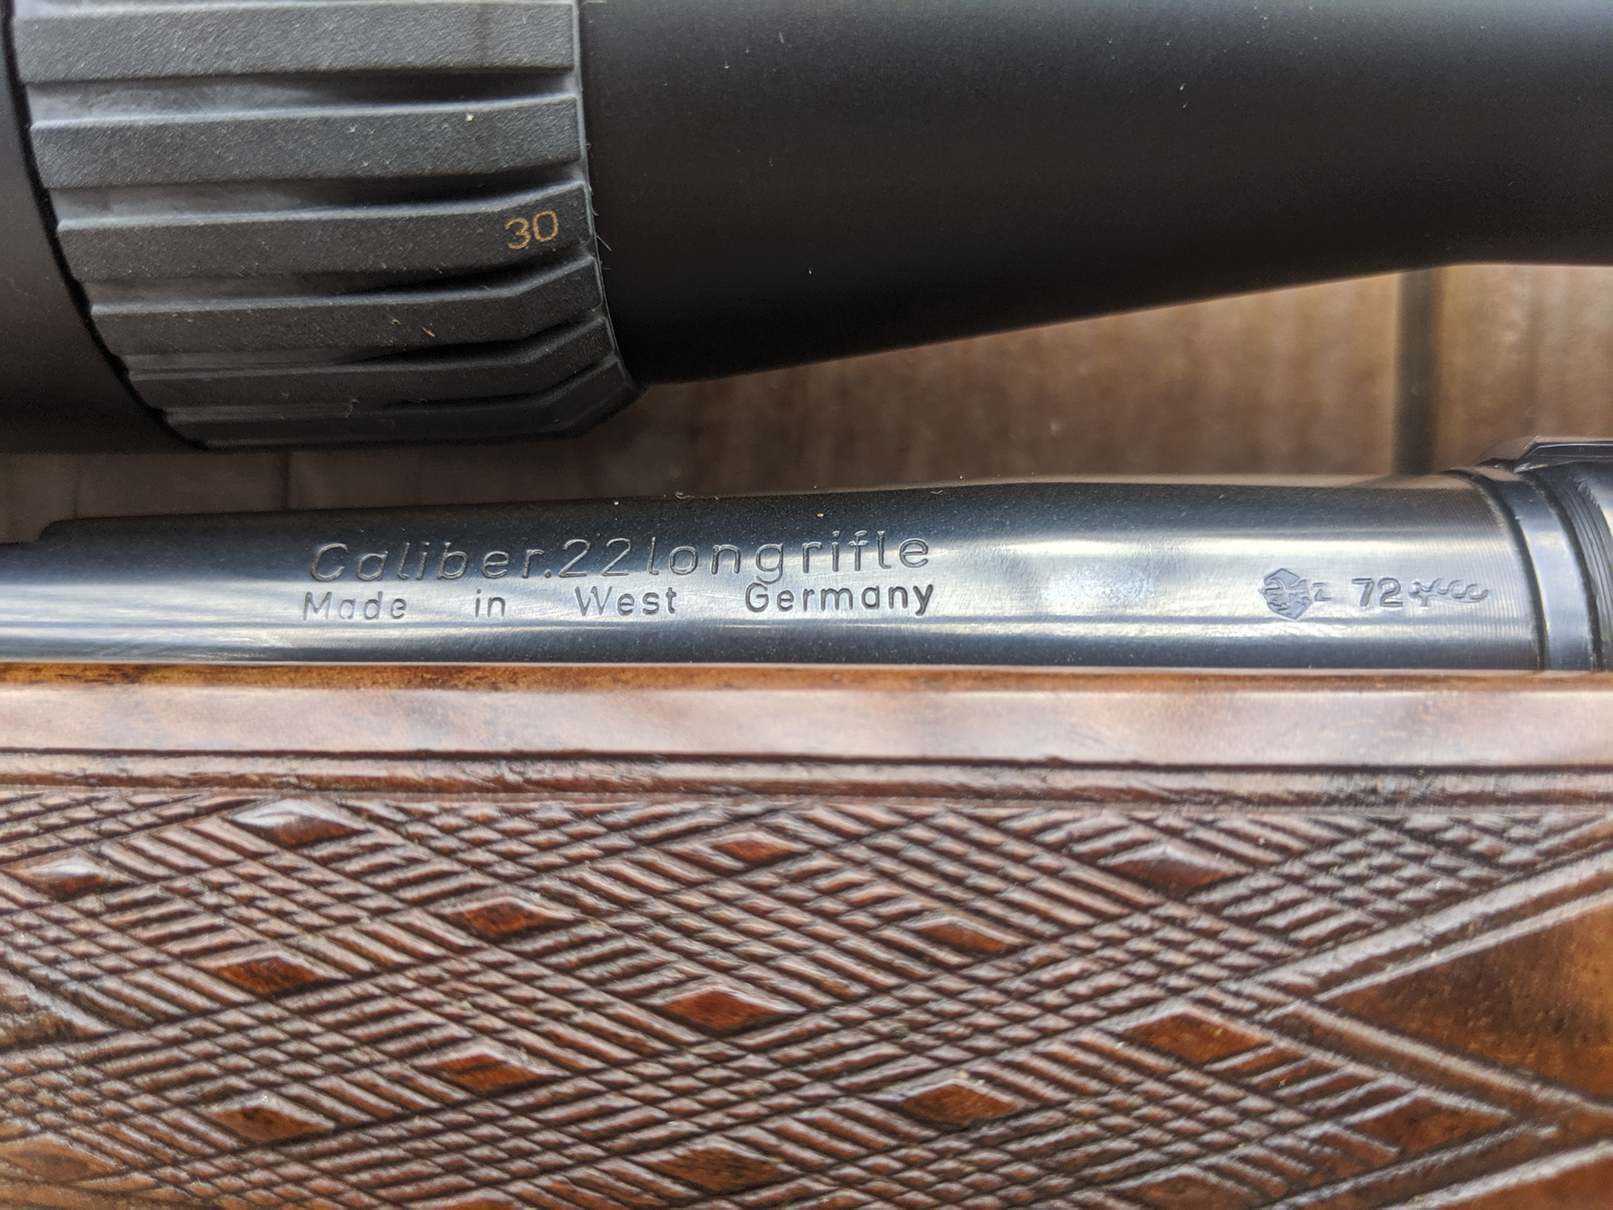 30
Caliber.22longrifle
Made in West Germany
72